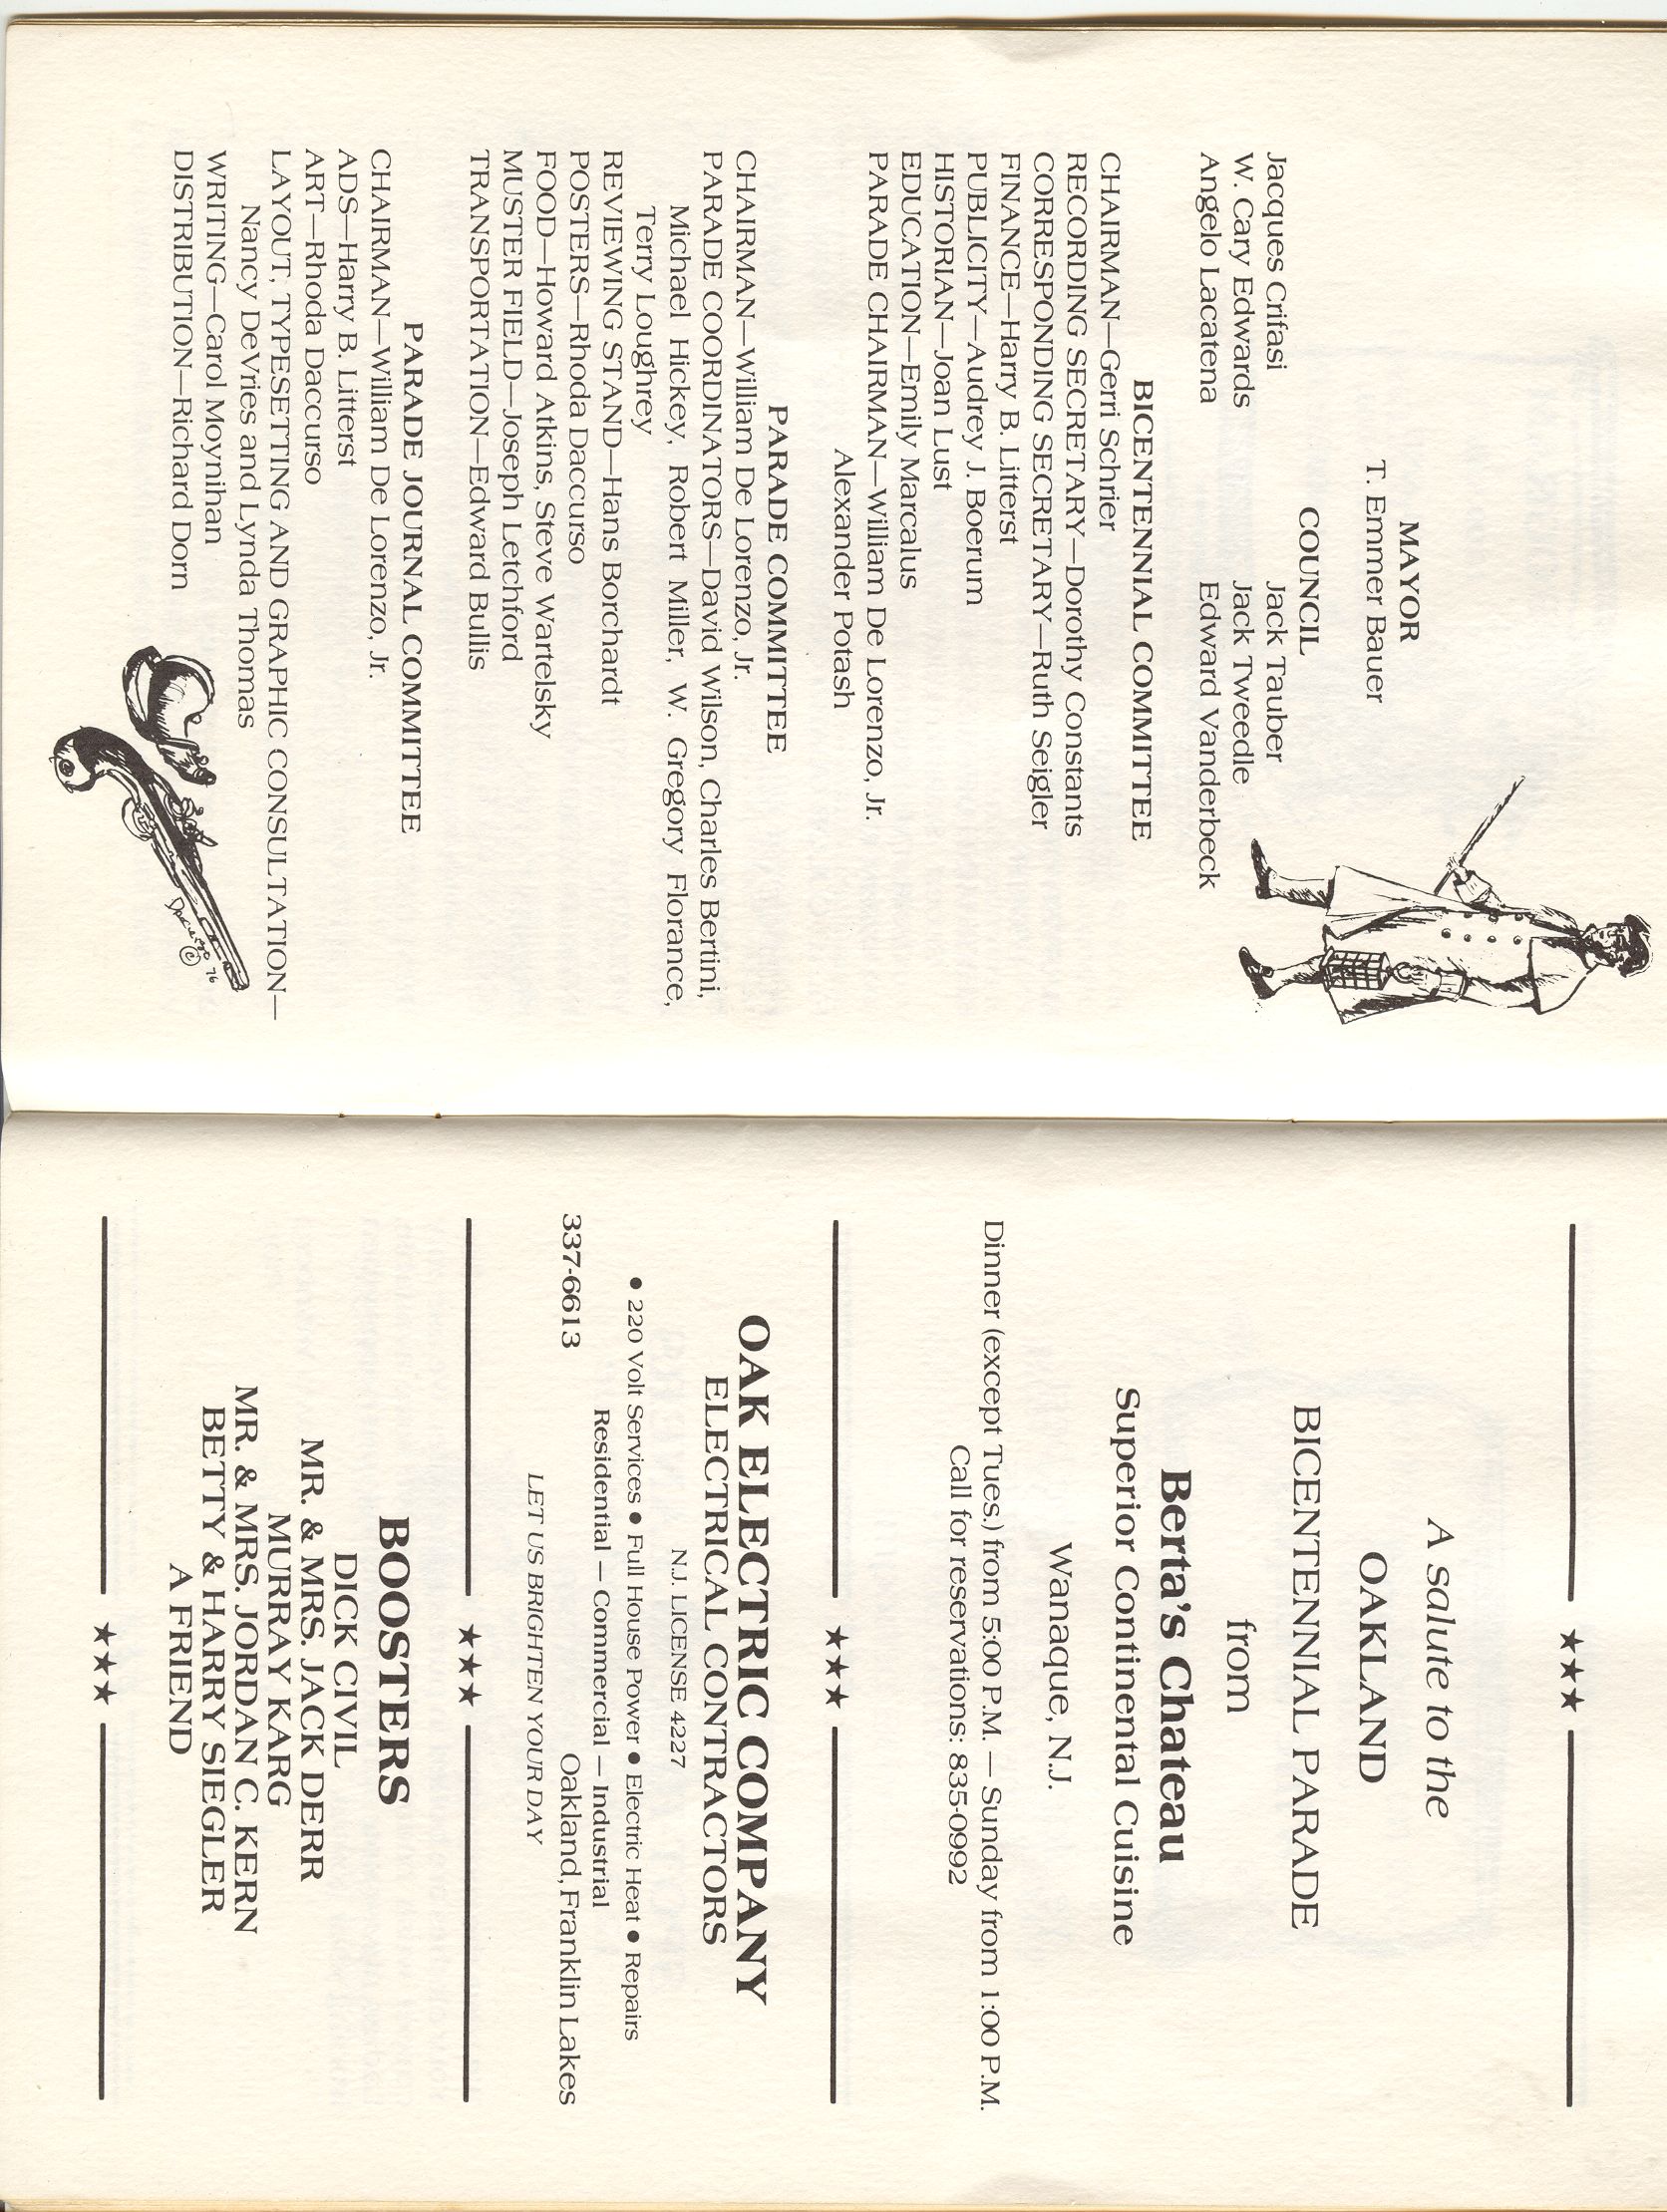 MAYOR
T. Emmer Bauer
COUNCIL
Jacques Crifasi Jack Tauber
W. Cary Edwards Jack Tweedle
Angelo Lacatena Edward Vanderbeck
BICENTENNIAL COMMITTEE
CHAIRMAN—Gerri Schrier
RECORDING SECRETARY—Dorothy Constants
CORRESPONDING SECRETARY—Ruth Seigler
FINANCE—Harry B. Litterst
PUBLICITY—Audrey J. Boerum
HISTORIAN—Joan Lust
EDUCATION—Emily Marcalus
PARADE CHAIRMAN—William De Lorenzo, Jr.
Alexander Potash
PARADE COMMITTEE
CHAIRMAN—William De Lorenzo, Jr.
PARADE COORDINATORS—David Wilson, Charles Bertini,
Michael Hickey, Robert Miller, W. Gregory Florance,
Terry Loughrey
REVIEWING STAND—Hans Borchardt
POSTERS—Rhoda Daccurso
FOOD—Howard Atkins, Steve Wartelsky
MUSTER FIELD—Joseph Letchford
TRANSPORTATION—Edward Bullis
PARADE JOURNAL COMMITTEE
CHAIRMAN—William De Lorenzo, Jr.
ADS—Harry B. Litterst
ART—Rhoda Daccurso
LAYOUT, TYPESETTING AND GRAPHIC CONSULTATION—
Nancy DeVries and Lynda Thomas
WRITING—Carol Moynihan
DISTRIBUTION—Richard Dorn
Daccurso © 76
★★★
A salute to the
OAKLAND
BICENTENNIAL PARADE
from
Berta's Chateau
Superior Continental Cuisine
Wanaque, N.J.
Dinner (except Tues.) from 5:00 P.M. — Sunday from 1:00 P.M.
Call for reservations: 835-0992
★★★
OAK ELECTRIC COMPANY
ELECTRICAL CONTRACTORS
N.J. LICENSE 4227
• 220 Volt Services • Full House Power • Electric Heat • Repairs
Residential — Commercial — Industrial
337-6613 Oakland, Franklin Lakes
LET US BRIGHTEN YOUR DAY
★★★
BOOSTERS
DICK CIVIL
MR. & MRS. JACK DERR
MURRAY KARG
MR. & MRS. JORDAN C. KERN
BETTY & HARRY SIEGLER
A FRIEND
★★★